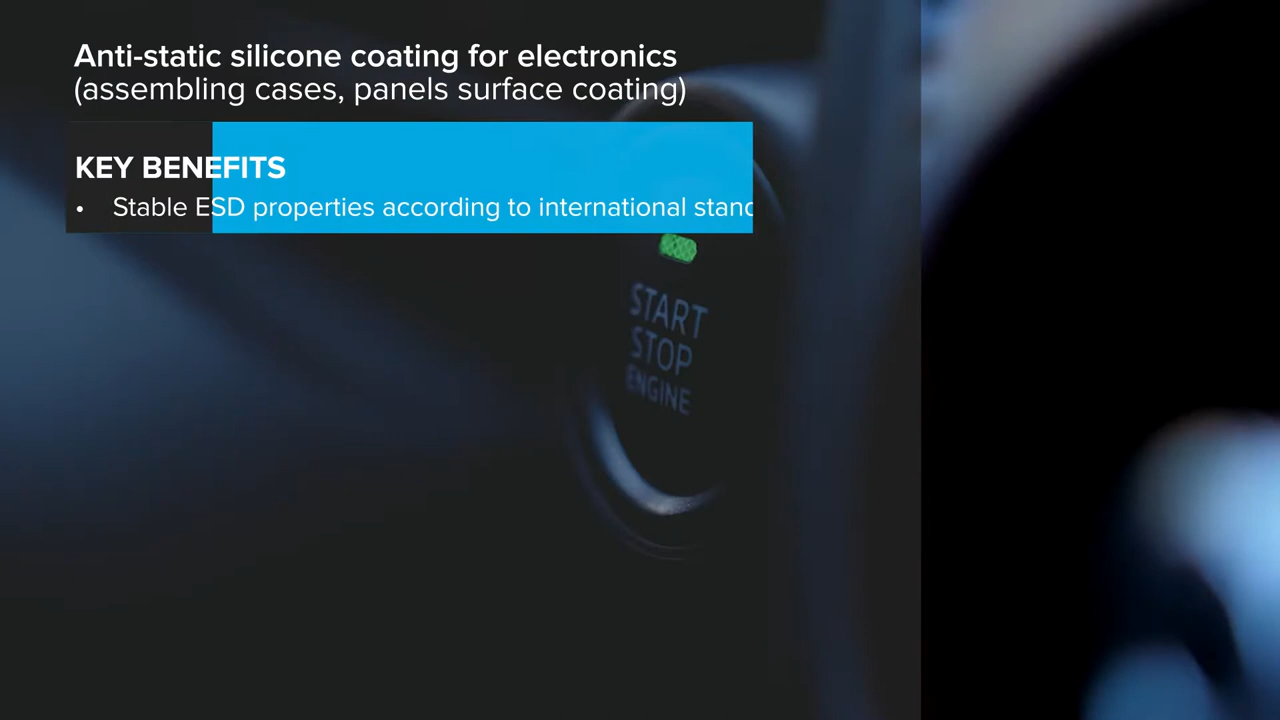 Anti-static silicone coating for electronics
(assembling cases, panels surface coating)
KEY BENEFITS
• Stable ESD properties according to international
START
STOP
ENGINE